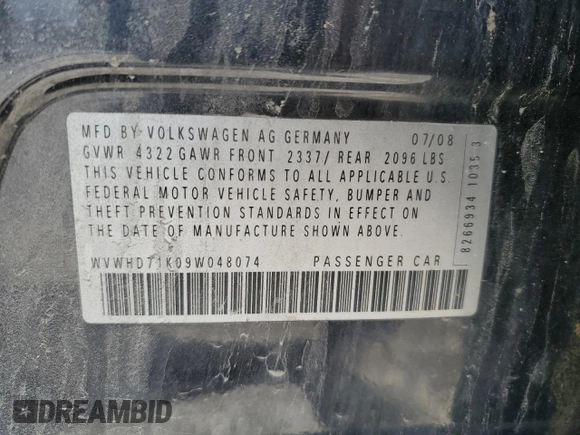 MFD BY VOLKSWAGEN AG GERMANY 07/08
GVWR 4322 GAWR FRONT 2337/ REAR 2096 LBS
THIS VEHICLE CONFORMS TO ALL APPLICABLE U.S.
FEDERAL MOTOR VEHICLE SAFETY, BUMPER AND
THEFT PREVENTION STANDARDS IN EFFECT ON
THE DATE OF MANUFACTURE SHOWN ABOVE.
WVWHD71K09W048074 PASSENGER CAR
8266934 1035 3
DREAMBID